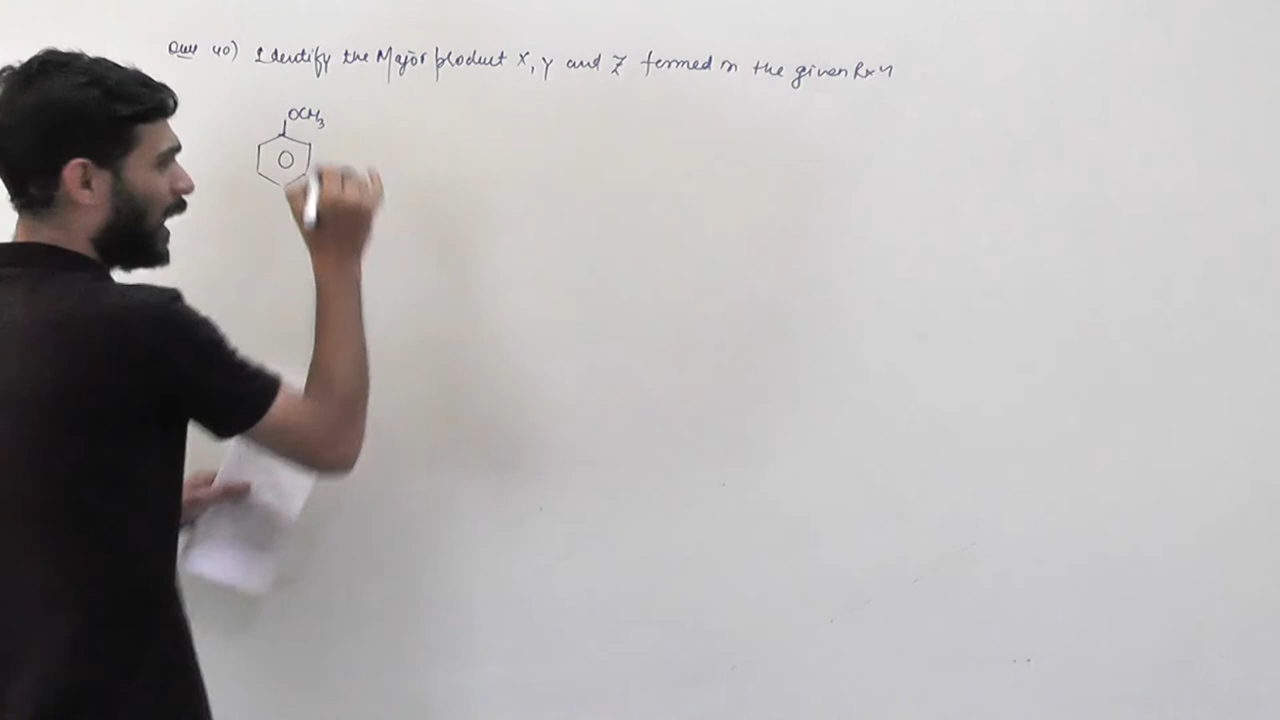 Que 40) Identify the Major product X, Y and Z formed in the given Rxn
OCH3